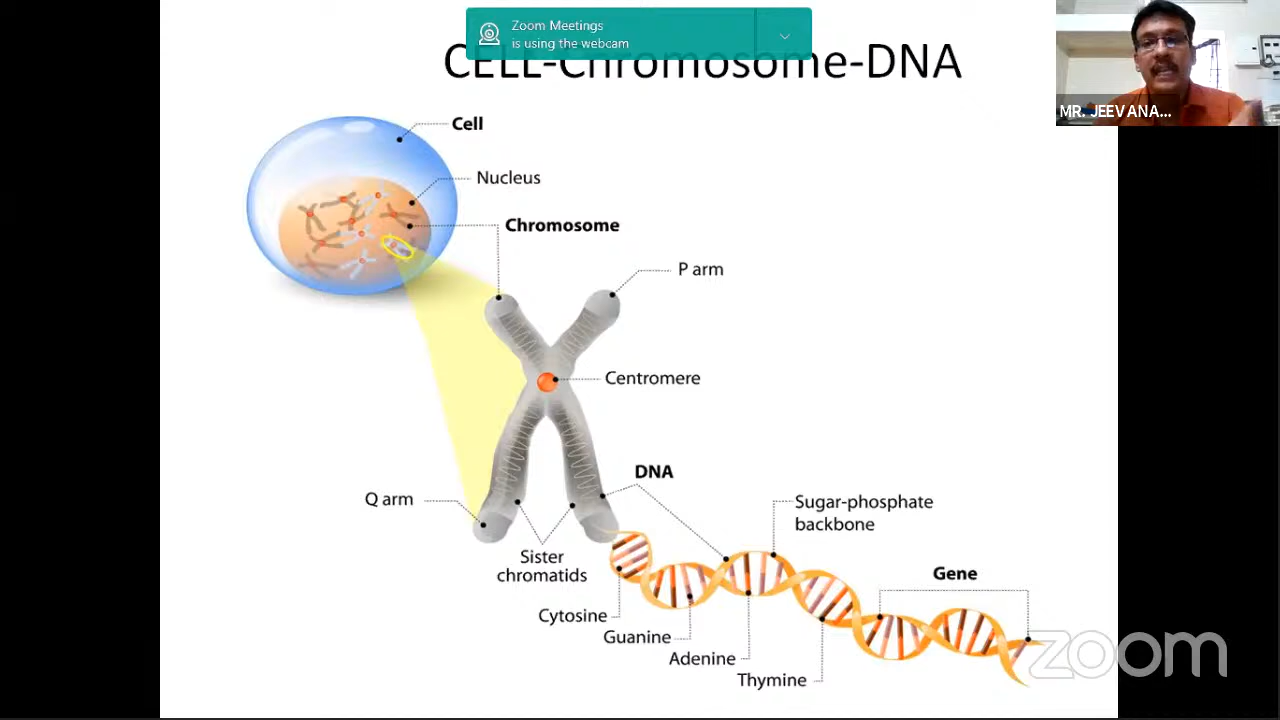 Zoom Meetings
is using the webcam
CELL-Chromosome-DNA
MR. JEEVANA...
Cell
Nucleus
Chromosome
P arm
Centromere
DNA
Q arm
Sugar-phosphate
backbone
Sister
chromatids
Gene
Cytosine
Guanine
Adenine
Thymine
zoom